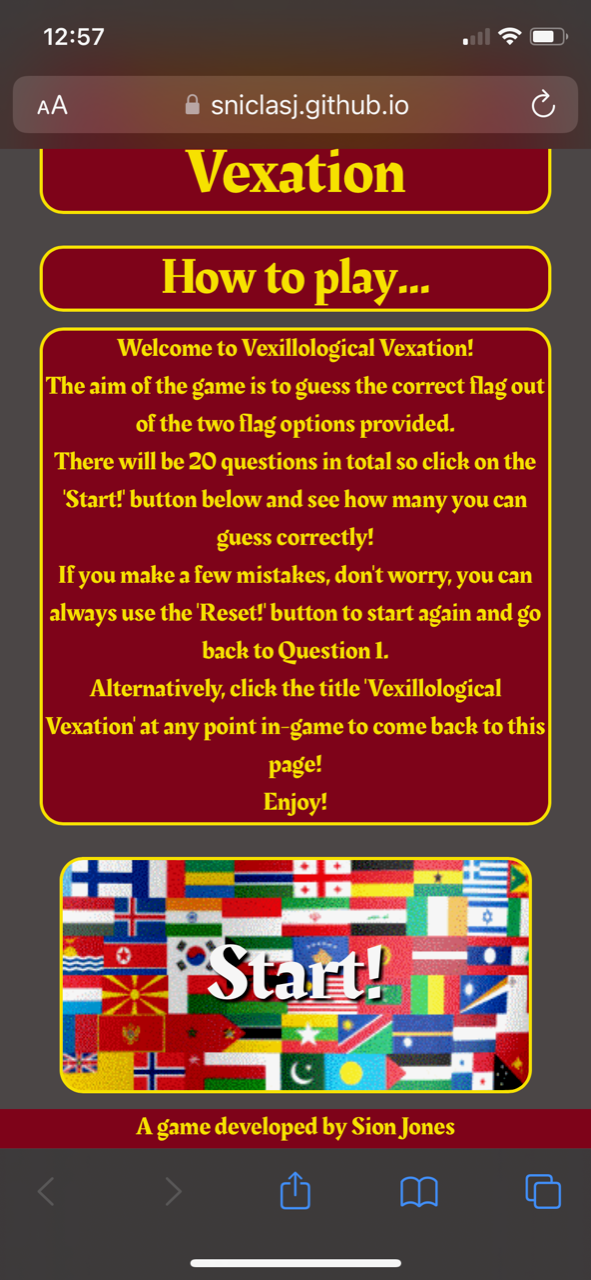 12:57
AA
sniclasj.github.io
Vexation
How to play...
Welcome to Vexillological Vexation!
The aim of the game is to guess the correct flag out
of the two flag options provided.
There will be 20 questions in total so click on the
'Start!' button below and see how many you can
guess correctly!
If you make a few mistakes, don't worry, you can
always use the 'Reset!' button to start again and go
back to Question 1.
Alternatively, click the title 'Vexillological
Vexation' at any point in-game to come back to this
page!
Enjoy!
Start!
A game developed by Sion Jones